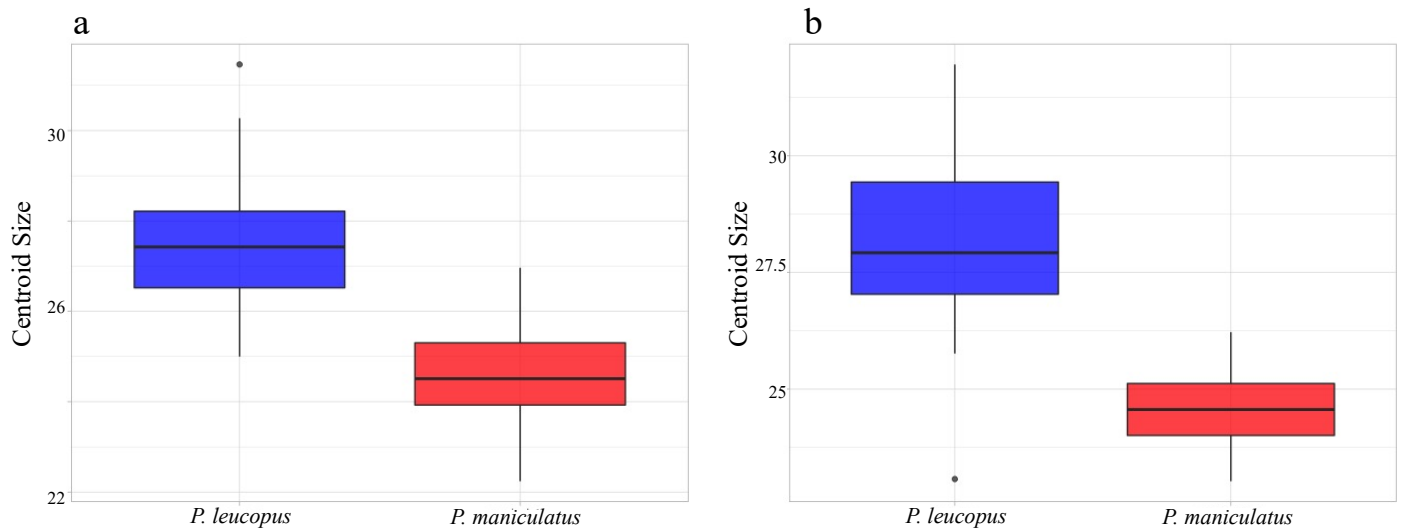 a
30
26
22
Centroid Size
P. leucopus
P. maniculatus
b
30
27.5
25
Centroid Size
P. leucopus
P. maniculatus